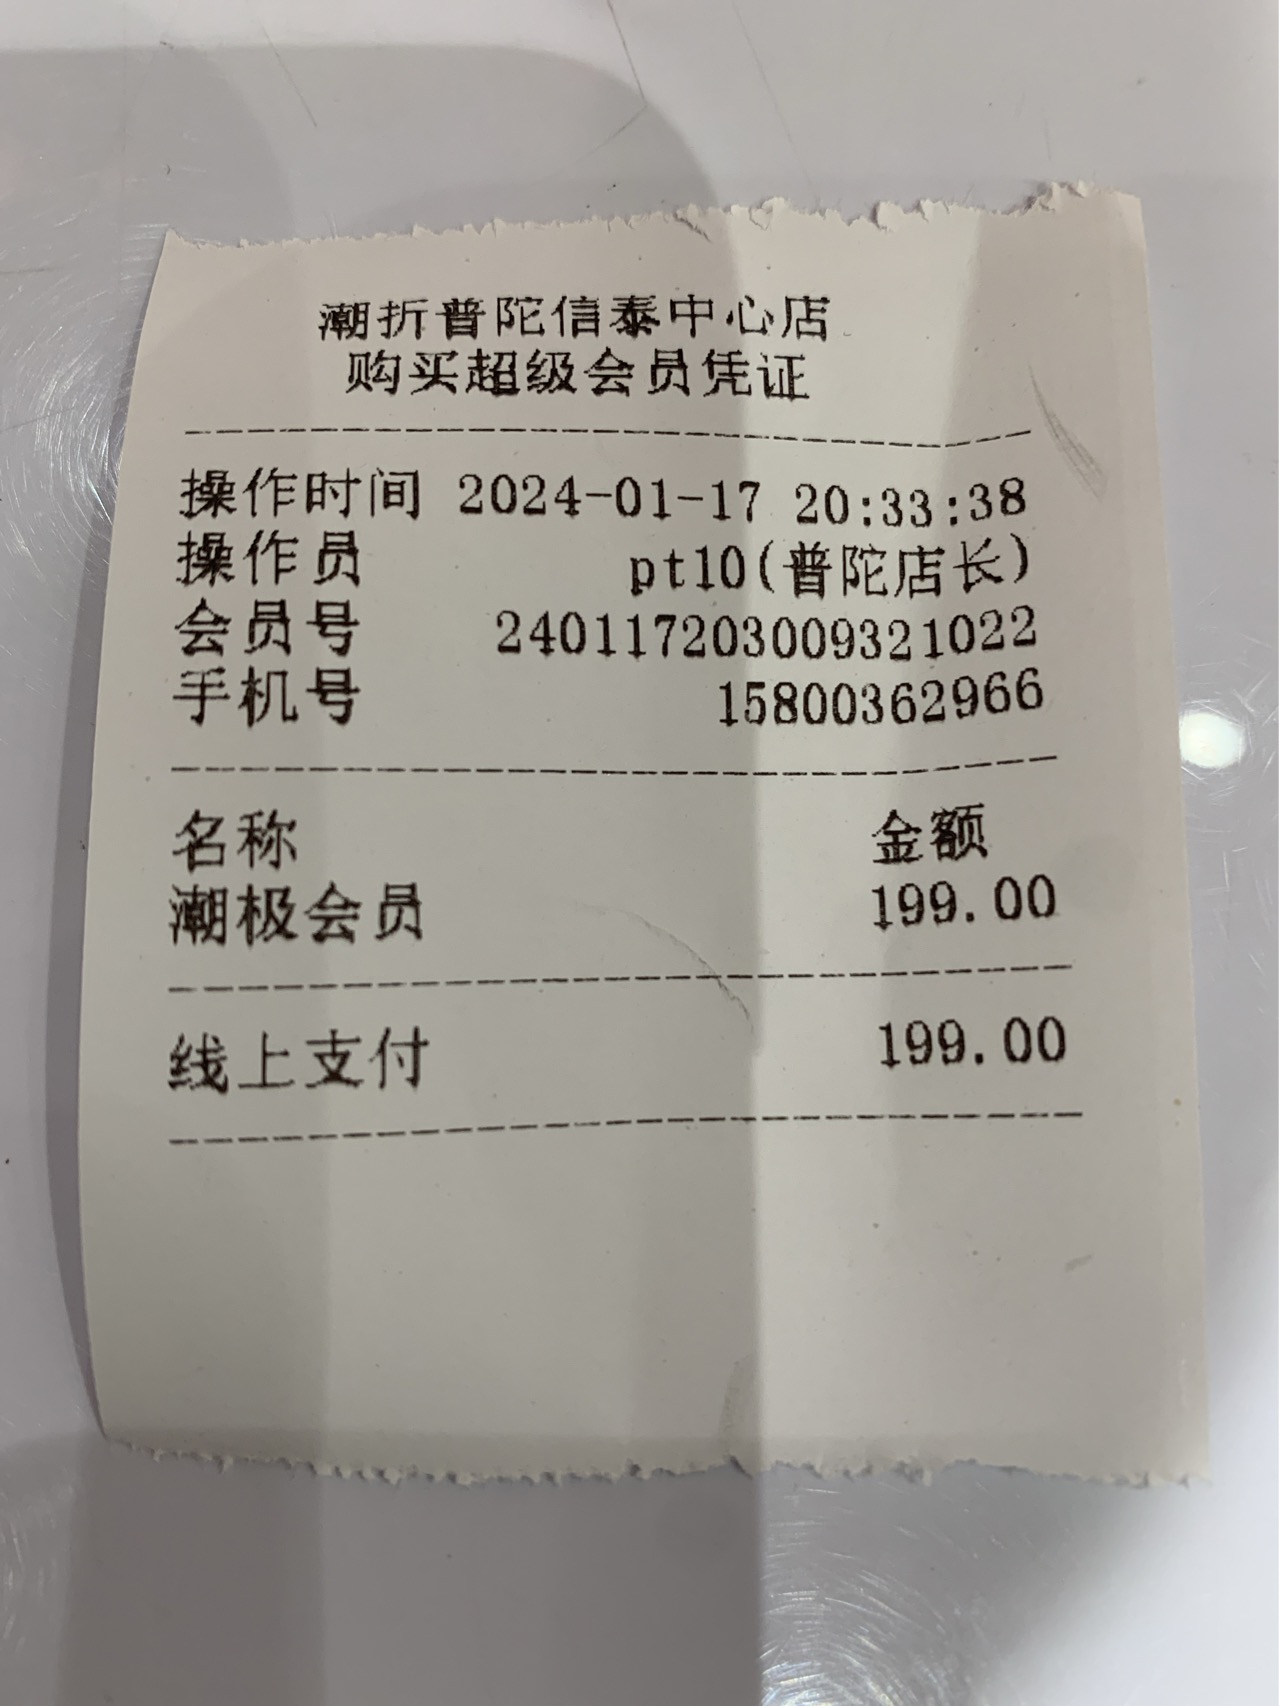 潮折普陀信泰中心店
购买超级会员凭证
操作时间 2024-01-17 20:33:38
操作员 pt10(普陀店长)
会员号 240117203009321022
手机号 15800362966
名称 金额
潮极会员 199.00
线上支付 199.00